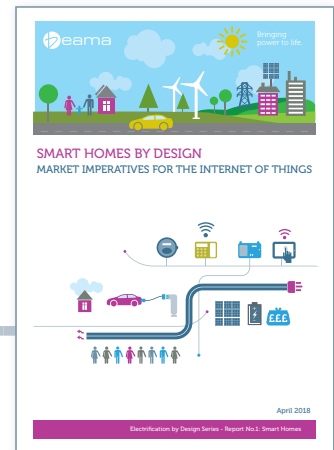 beama
Bringing
power to life.
SMART HOMES BY DESIGN
MARKET IMPERATIVES FOR THE INTERNET OF THINGS
£££
April 2018
Electrification by Design Series - Report No.1: Smart Homes